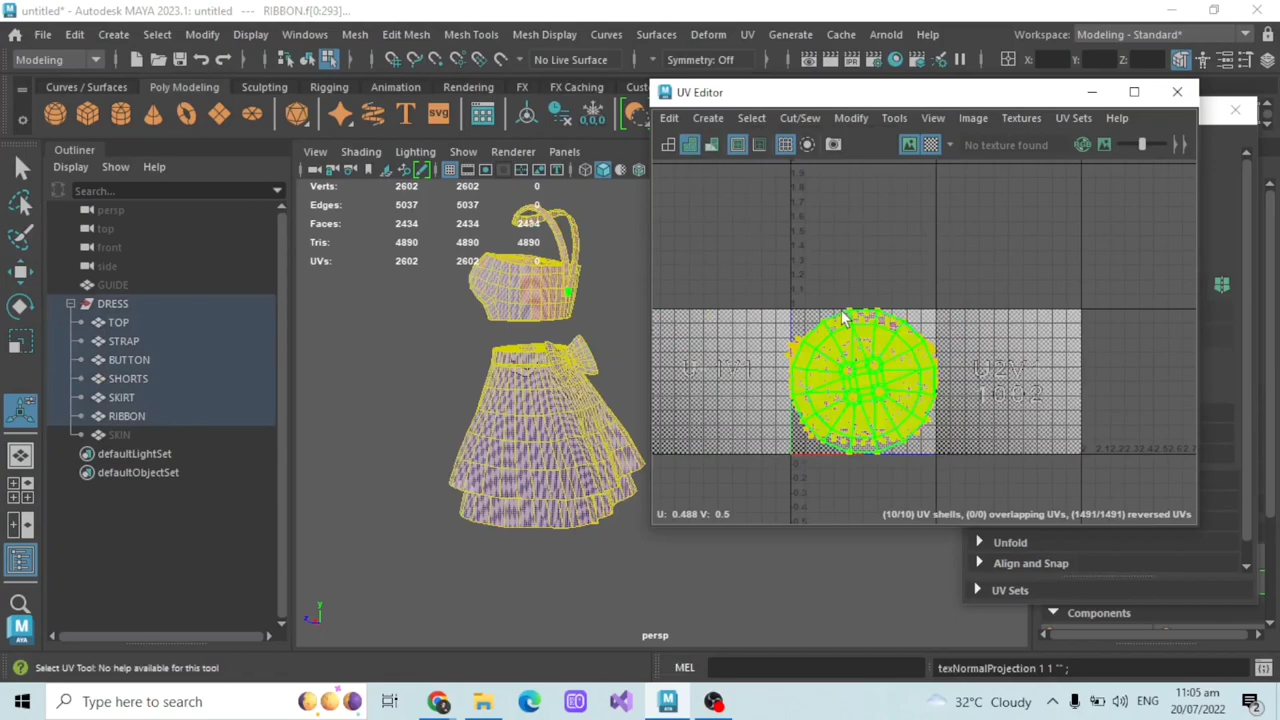 untitled* - Autodesk MAYA 2023.1: untitled --- RIBBON.f[0:293]...
File Edit Create Select Modify Display Windows Mesh Edit Mesh Mesh Tools Mesh Display Curves Surfaces Deform UV Generate Cache Arnold Help
Workspace: Modeling - Standard*
Modeling
No Live Surface
Symmetry: Off
X:
Y:
Z:
Curves / Surfaces Poly Modeling Sculpting Rigging Animation Rendering FX FX Caching
svg
0,0,0
UV Editor
Edit Create Select Cut/Sew Modify Tools View Image Textures UV Sets Help
No texture found
Outliner
Display Show Help
Search...
persp
top
front
side
GUIDE
DRESS
TOP
STRAP
BUTTON
SHORTS
SKIRT
RIBBON
SKIN
defaultLightSet
defaultObjectSet
View Shading Lighting Show Renderer Panels
Verts: 2602 2602 0
Edges: 5037 5037 0
Faces: 2434 2434 2434
Tris: 4890 4890 4890
UVs: 2602 2602 0
U2V1
1002
U: 0.488 V: 0.5
(10/10) UV shells, (0/0) overlapping UVs, (1491/1491) reversed UVs
Unfold
Align and Snap
UV Sets
Components
y
persp
M
AYA
Select UV Tool: No help available for this tool
MEL
texNormalProjection 1 1 "" ;
Type here to search
32°C Cloudy
ENG
11:05 am
20/07/2022
2